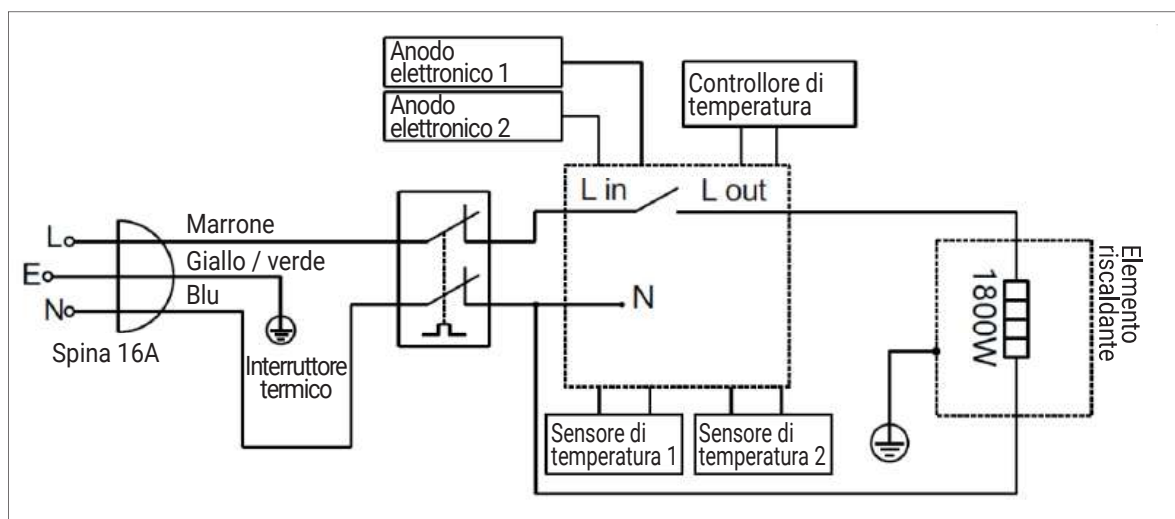 Anodo
elettronico 1
Anodo
elettronico 2
Controllore di
temperatura
L in
L out
L
Marrone
E
Giallo / verde
N
Blu
N
Spina 16A
Interruttore
termico
Elemento
riscaldante
1800W
Sensore di
temperatura 1
Sensore di
temperatura 2